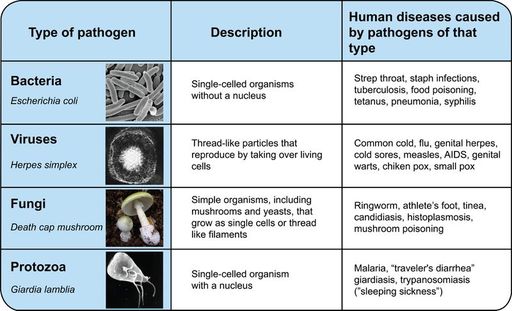 Type of pathogen
Description
Human diseases caused
by pathogens of that
type
Bacteria
Escherichia coli
Single-celled organisms
without a nucleus
Strep throat, staph infections,
tuberculosis, food poisoning,
tetanus, pneumonia, syphilis
Viruses
Herpes simplex
Thread-like particles that
reproduce by taking over living
cells
Common cold, flu, genital herpes,
cold sores, measles, AIDS, genital
warts, chiken pox, small pox
Fungi
Death cap mushroom
Simple organisms, including
mushrooms and yeasts, that
grow as single cells or thread
like filaments
Ringworm, athlete's foot, tinea,
candidiasis, histoplasmosis,
mushroom poisoning
Protozoa
Giardia lamblia
Single-celled organism
with a nucleus
Malaria, “traveler's diarrhea”
giardiasis, trypanosomiasis
(”sleeping sickness”)